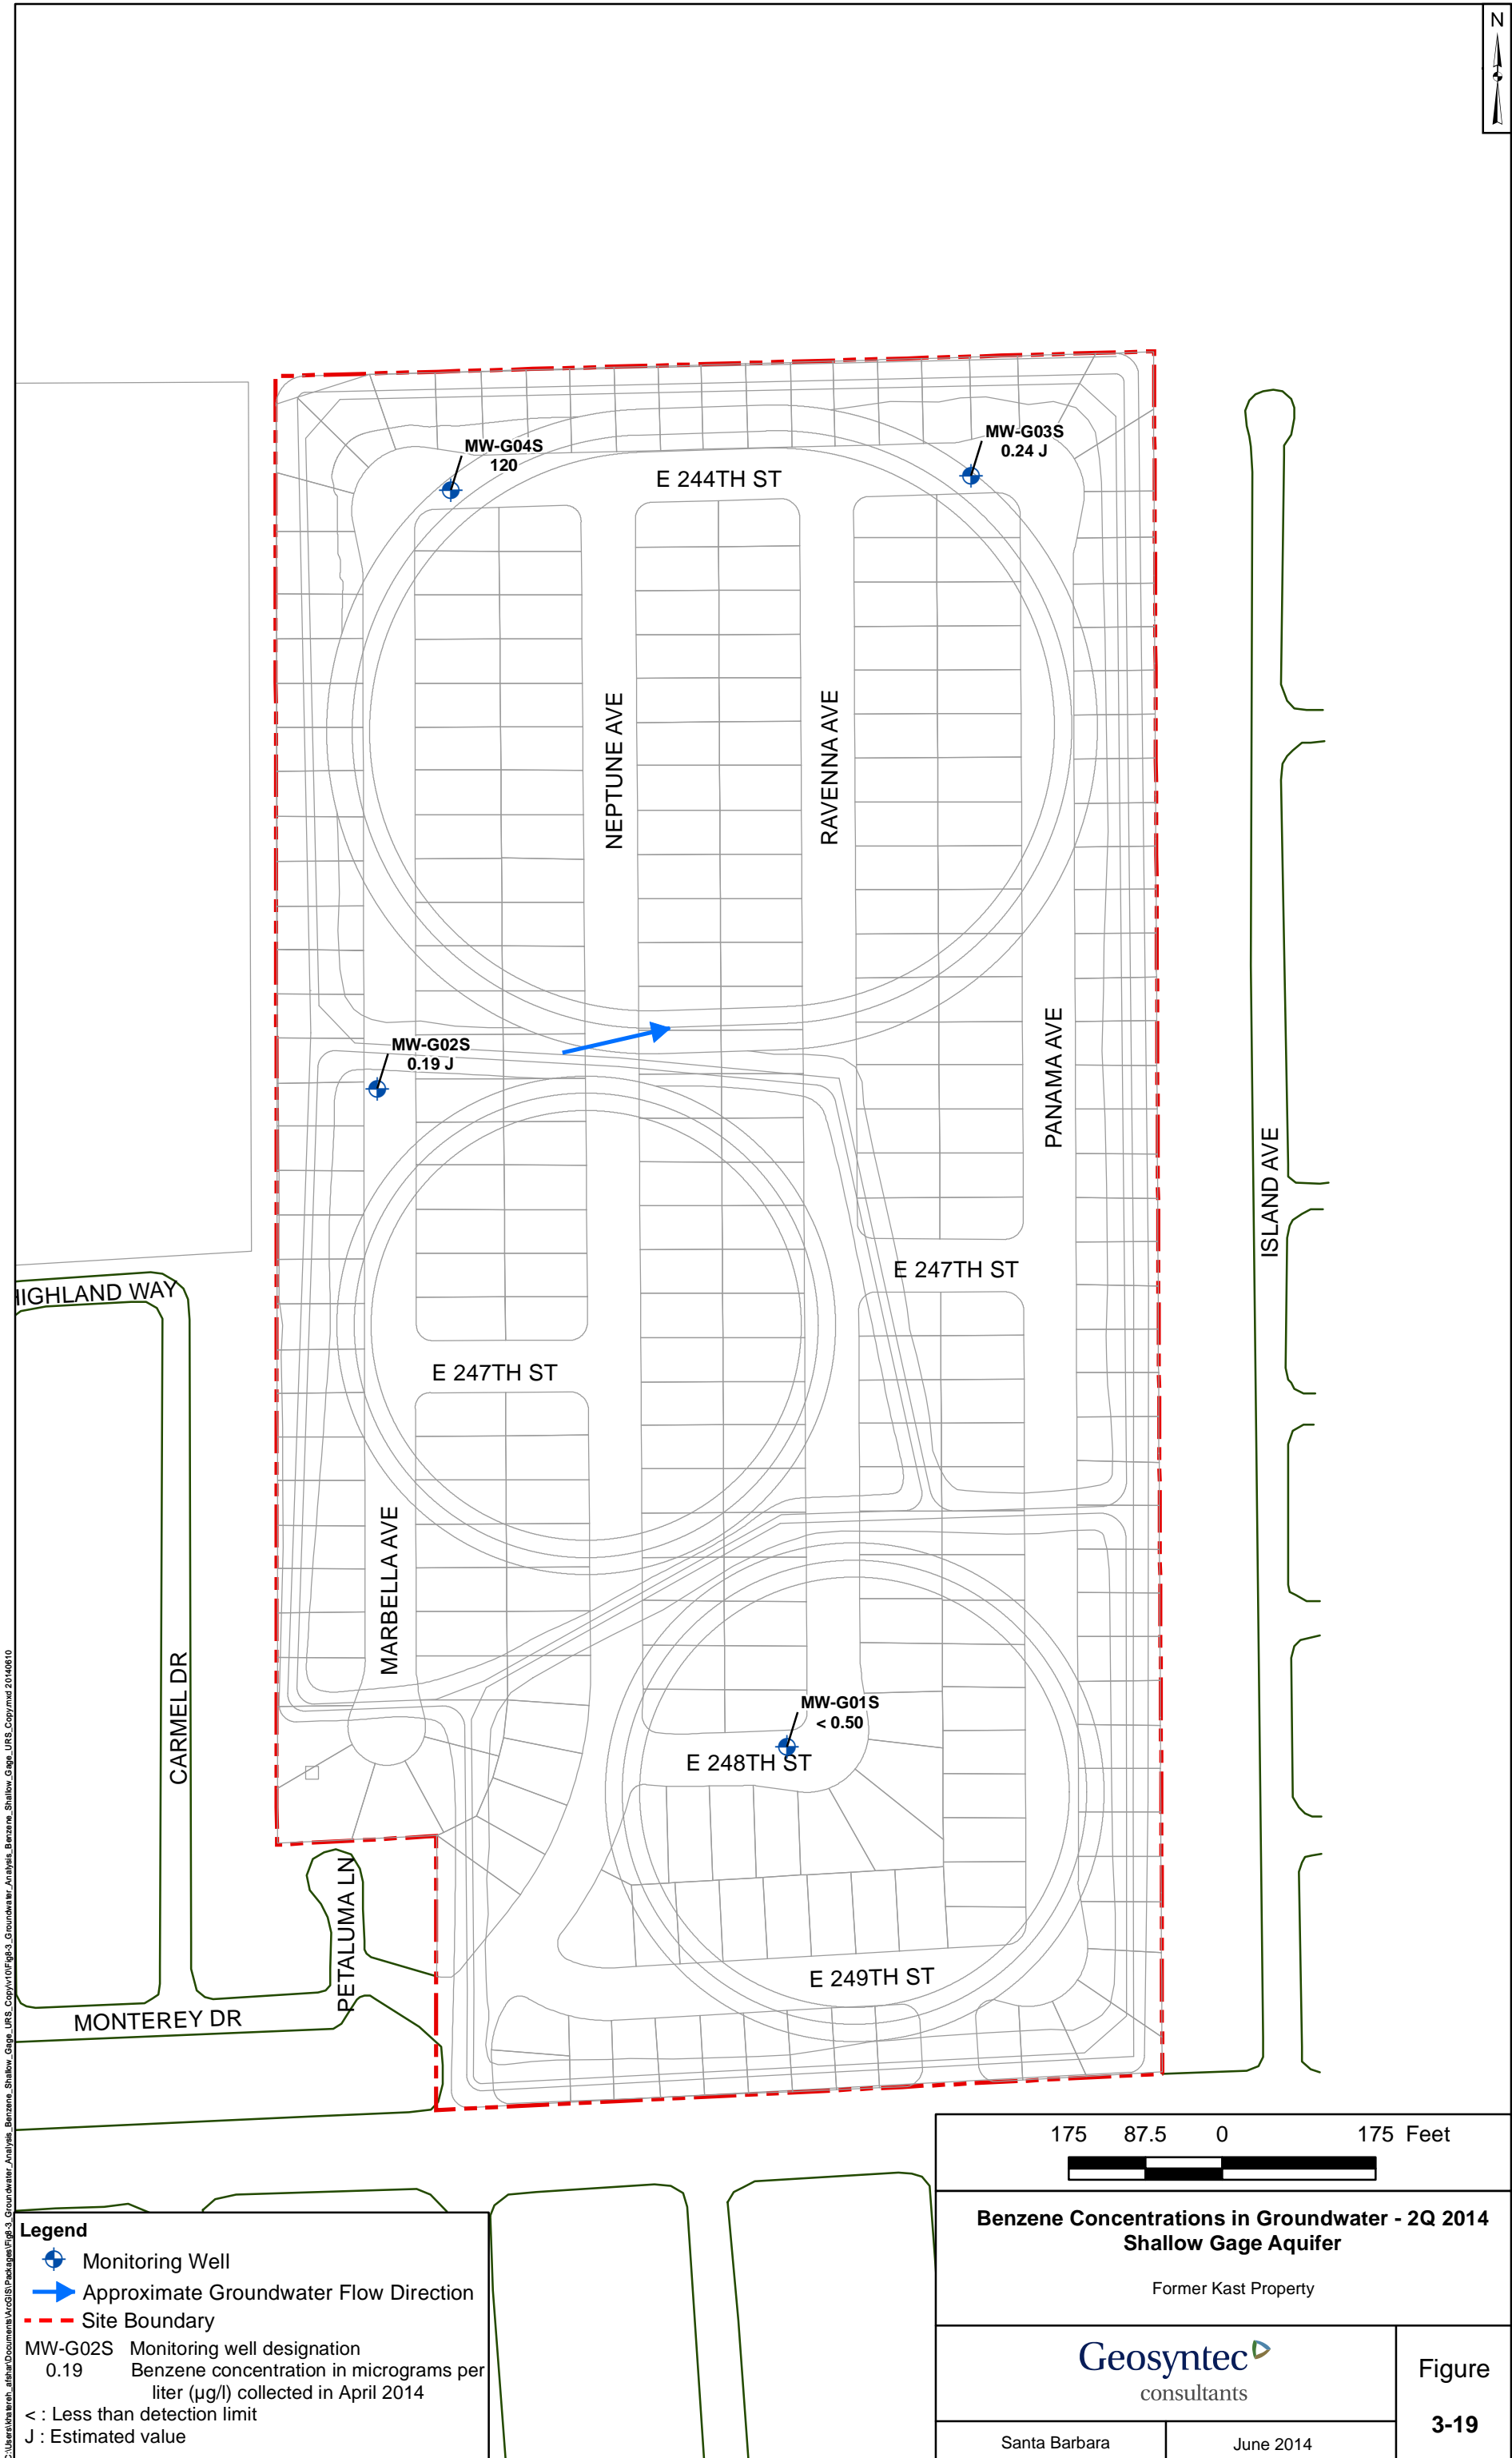 N
MW-G04S
120
MW-G03S
0.24 J
E 244TH ST
NEPTUNE AVE
RAVENNA AVE
MW-G02S
0.19 J
PANAMA AVE
ISLAND AVE
E 247TH ST
HIGHLAND WAY
E 247TH ST
MARBELLA AVE
CARMEL DR
MW-G01S
< 0.50
E 248TH ST
PETALUMA LN
E 249TH ST
MONTEREY DR
175 87.5 0 175 Feet
Benzene Concentrations in Groundwater - 2Q 2014
Shallow Gage Aquifer
Former Kast Property
Geosyntec
consultants
Figure
3-19
Santa Barbara
June 2014
Legend
Monitoring Well
Approximate Groundwater Flow Direction
Site Boundary
MW-G02S Monitoring well designation
0.19 Benzene concentration in micrograms per
liter (µg/l) collected in April 2014
< : Less than detection limit
J : Estimated value